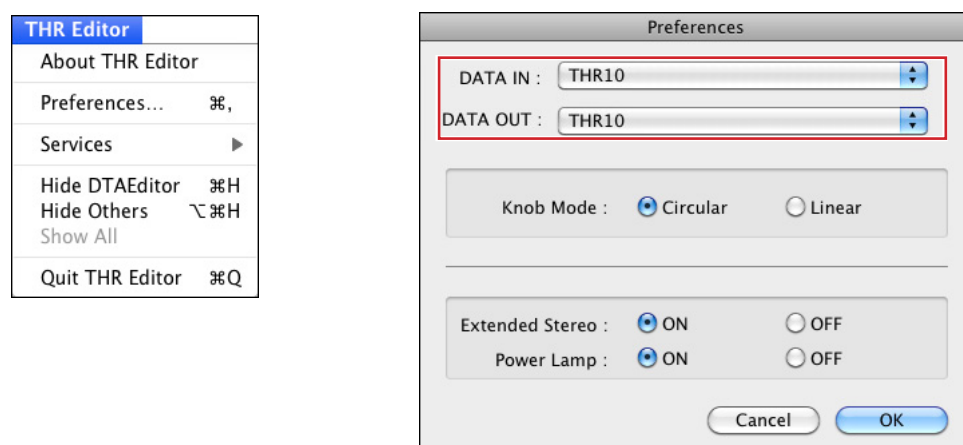 THR Editor
About THR Editor
Preferences... ⌘,
Services ▶
Hide DTAEditor ⌘H
Hide Others ⌥⌘H
Show All
Quit THR Editor ⌘Q
Preferences
DATA IN : THR10
DATA OUT : THR10
Knob Mode : Circular Linear
Extended Stereo : ON OFF
Power Lamp : ON OFF
Cancel OK